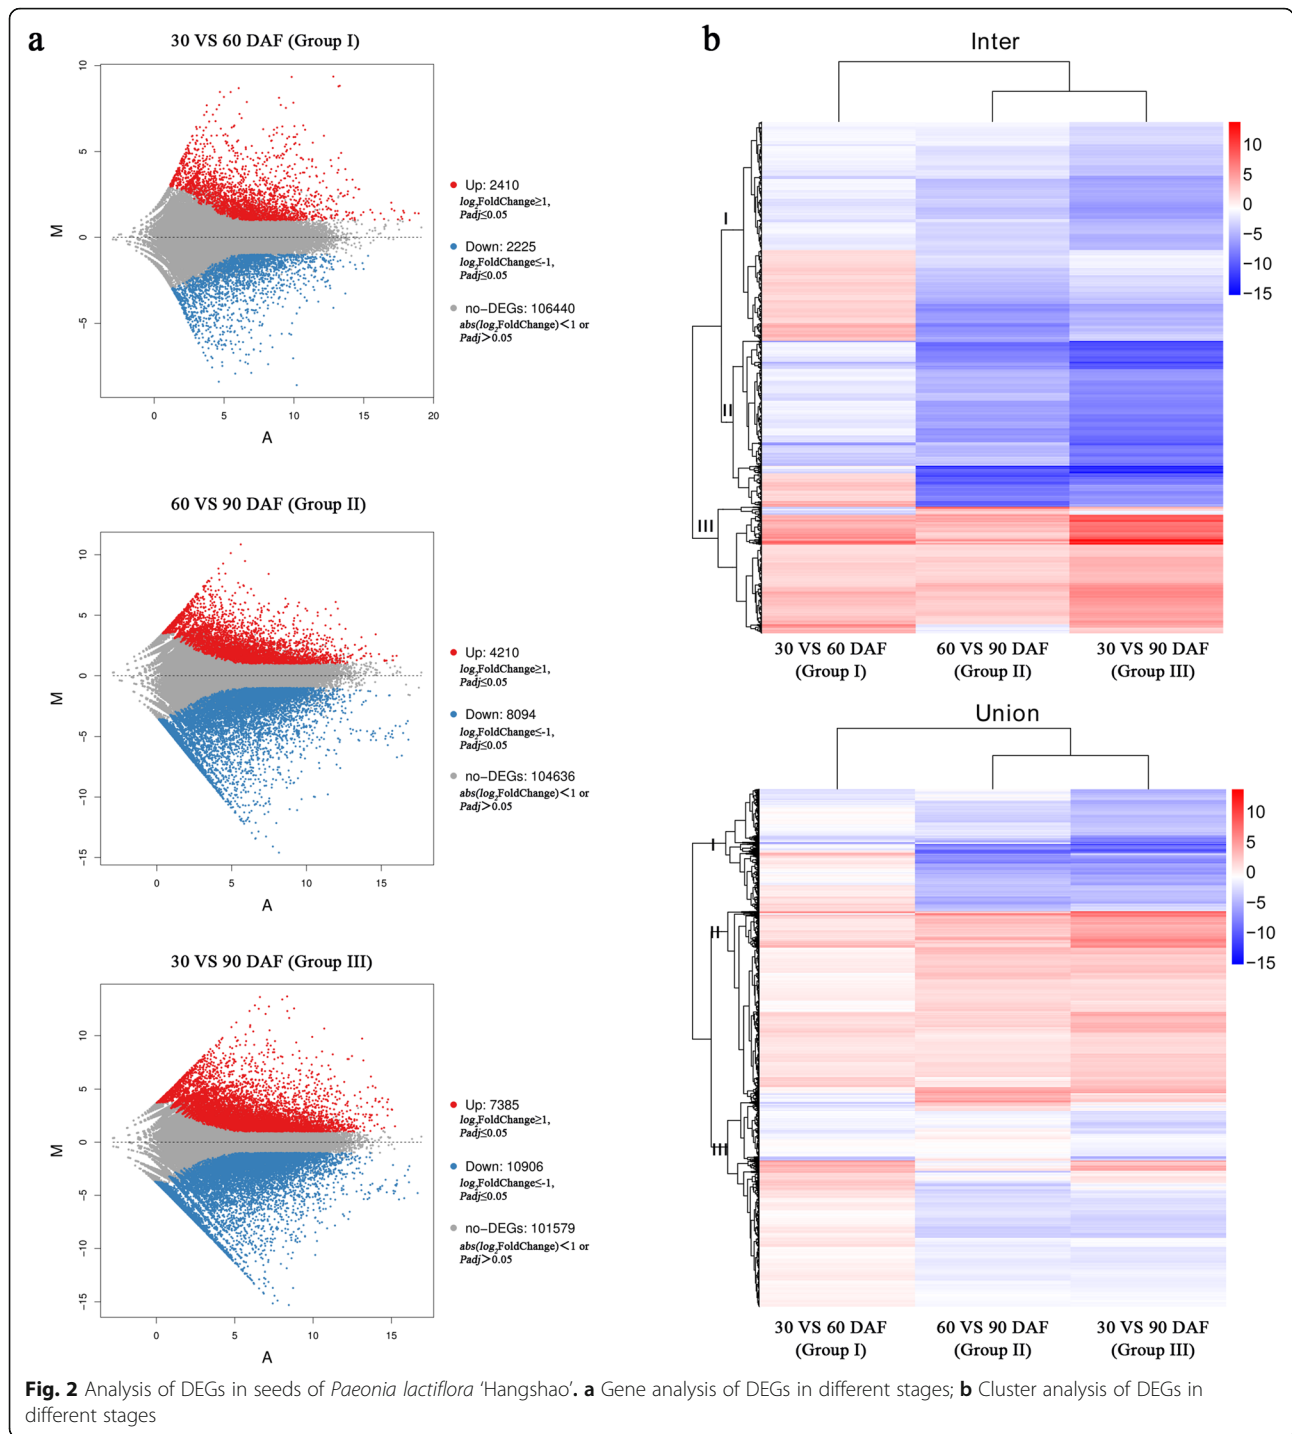 a
30 VS 60 DAF (Group I)
10
5
0
−5
M
0 5 10 15 20
A
Up: 2410
log2FoldChange≥1,
Padj≤0.05
Down: 2225
log2FoldChange≤-1,
Padj≤0.05
no−DEGs: 106440
abs(log2FoldChange)<1 or
Padj>0.05
60 VS 90 DAF (Group II)
10
5
0
−5
−10
−15
M
0 5 10 15
A
Up: 4210
log2FoldChange≥1,
Padj≤0.05
Down: 8094
log2FoldChange≤-1,
Padj≤0.05
no−DEGs: 104636
abs(log2FoldChange)<1 or
Padj>0.05
30 VS 90 DAF (Group III)
10
5
0
−5
−10
−15
M
0 5 10 15
A
Up: 7385
log2FoldChange≥1,
Padj≤0.05
Down: 10906
log2FoldChange≤-1,
Padj≤0.05
no−DEGs: 101579
abs(log2FoldChange)<1 or
Padj>0.05
b
Inter
I
II
III
10
5
0
−5
−10
−15
30 VS 60 DAF 60 VS 90 DAF 30 VS 90 DAF
(Group I) (Group II) (Group III)
Union
I
II
III
10
5
0
−5
−10
−15
30 VS 60 DAF 60 VS 90 DAF 30 VS 90 DAF
(Group I) (Group II) (Group III)
Fig. 2 Analysis of DEGs in seeds of Paeonia lactiflora ‘Hangshao’. a Gene analysis of DEGs in different stages; b Cluster analysis of DEGs in
different stages